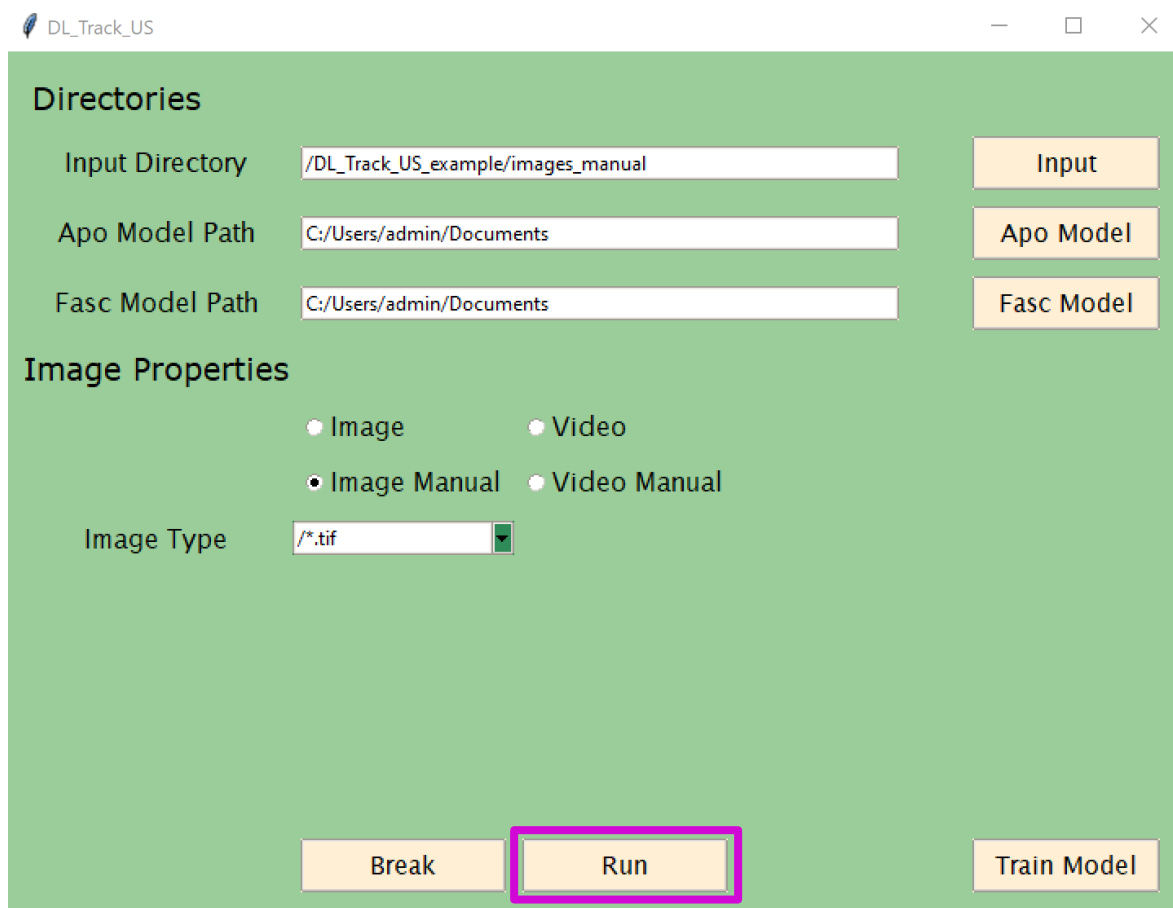 DL_Track_US
Directories
Input Directory /DL_Track_US_example/images_manual Input
Apo Model Path C:/Users/admin/Documents Apo Model
Fasc Model Path C:/Users/admin/Documents Fasc Model
Image Properties
Image Video
Image Manual Video Manual
Image Type /*.tif
Break Run Train Model